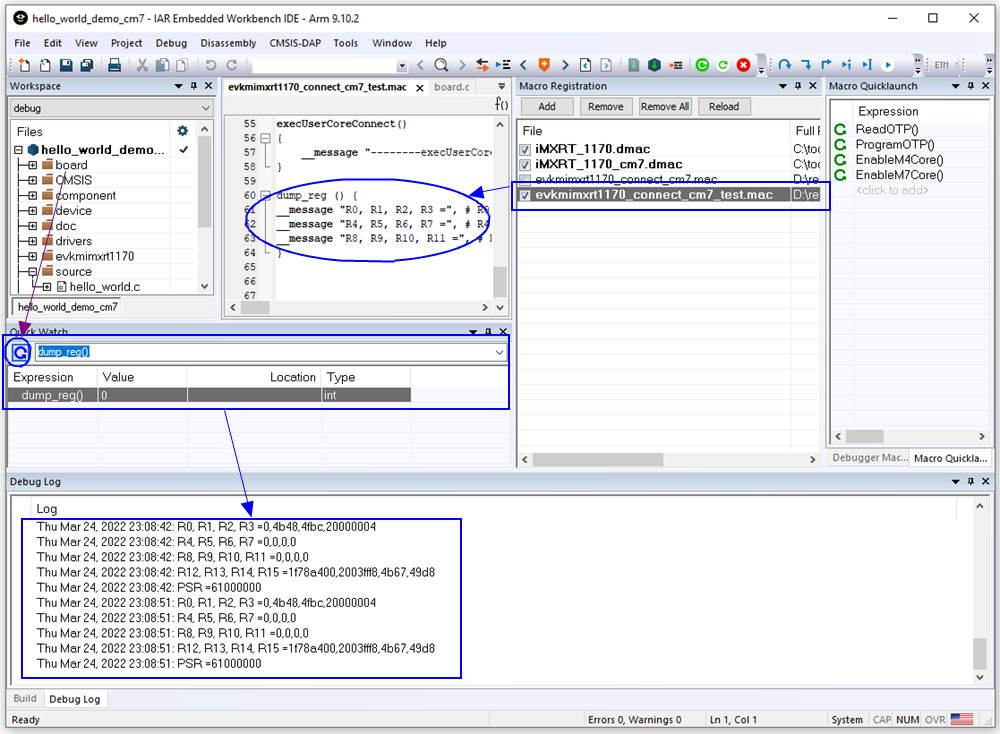 hello_world_demo_cm7 - IAR Embedded Workbench IDE - Arm 9.10.2
File Edit View Project Debug Disassembly CMSIS-DAP Tools Window Help
ETM
Workspace
debug
Files
hello_world_demo...
board
CMSIS
component
device
doc
drivers
evkmimxrt1170
source
hello_world.c
hello_world_demo_cm7
evkmimxrt1170_connect_cm7_test.mac board.c
f()
55 execUserCoreConnect()
56 {
57 __message "--------execUserCore
58 }
59
60 dump_reg () {
61 __message "R0, R1, R2, R3 =", # R0
62 __message "R4, R5, R6, R7 =", # R4
63 __message "R8, R9, R10, R11 =", #
64 }
65
66
67
Macro Registration
Add Remove Remove All Reload
File Full
iMXRT_1170.dmac C:\too
iMXRT_1170_cm7.dmac C:\too
evkmimxrt1170_connect_cm7.mac D:\re
evkmimxrt1170_connect_cm7_test.mac D:\re
Macro Quicklaunch
Expression
ReadOTP()
ProgramOTP()
EnableM4Core()
EnableM7Core()
<click to add>
Debugger Mac... Macro Quickla...
Quick Watch
dump_reg()
Expression Value Location Type
dump_reg() 0 int
Debug Log
Log
Thu Mar 24, 2022 23:08:42: R0, R1, R2, R3 =0,4b48,4fbc,20000004
Thu Mar 24, 2022 23:08:42: R4, R5, R6, R7 =0,0,0,0
Thu Mar 24, 2022 23:08:42: R8, R9, R10, R11 =0,0,0,0
Thu Mar 24, 2022 23:08:42: R12, R13, R14, R15 =1f78a400,2003fff8,4b67,49d8
Thu Mar 24, 2022 23:08:42: PSR =61000000
Thu Mar 24, 2022 23:08:51: R0, R1, R2, R3 =0,4b48,4fbc,20000004
Thu Mar 24, 2022 23:08:51: R4, R5, R6, R7 =0,0,0,0
Thu Mar 24, 2022 23:08:51: R8, R9, R10, R11 =0,0,0,0
Thu Mar 24, 2022 23:08:51: R12, R13, R14, R15 =1f78a400,2003fff8,4b67,49d8
Thu Mar 24, 2022 23:08:51: PSR =61000000
Build Debug Log
Ready Errors 0, Warnings 0 Ln 1, Col 1 System CAP NUM OVR